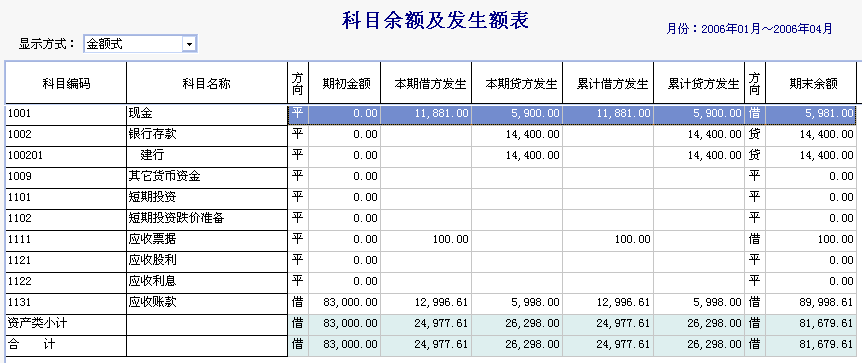 科目余额及发生额表
月份：2006年01月～2006年04月
显示方式： 金额式
科目编码 科目名称 方向 期初金额 本期借方发生 本期贷方发生 累计借方发生 累计贷方发生 方向 期末余额
1001 现金 平 0.00 11,881.00 5,900.00 11,881.00 5,900.00 借 5,981.00
1002 银行存款 平 0.00 14,400.00 14,400.00 贷 14,400.00
100201 建行 平 0.00 14,400.00 14,400.00 贷 14,400.00
1009 其它货币资金 平 0.00 平 0.00
1101 短期投资 平 0.00 平 0.00
1102 短期投资跌价准备 平 0.00 平 0.00
1111 应收票据 平 0.00 100.00 100.00 借 100.00
1121 应收股利 平 0.00 平 0.00
1122 应收利息 平 0.00 平 0.00
1131 应收账款 借 83,000.00 12,996.61 5,998.00 12,996.61 5,998.00 借 89,998.61
资产类小计 借 83,000.00 24,977.61 26,298.00 24,977.61 26,298.00 借 81,679.61
合 计 借 83,000.00 24,977.61 26,298.00 24,977.61 26,298.00 借 81,679.61